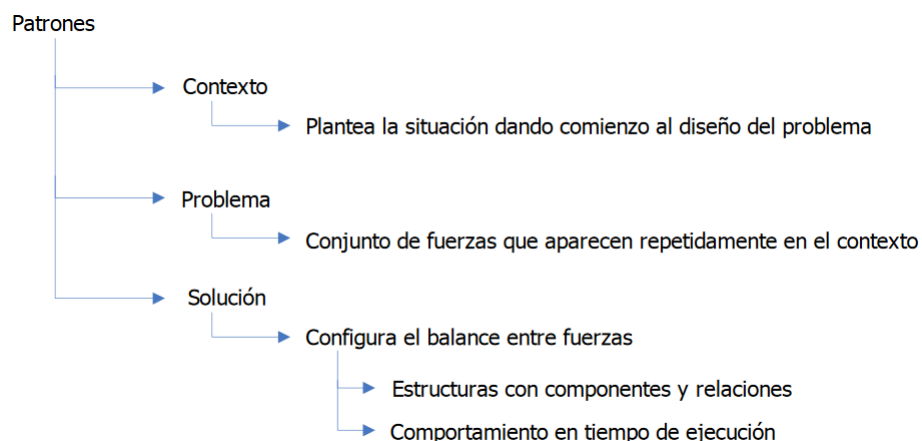 Patrones
Contexto
Plantea la situación dando comienzo al diseño del problema
Problema
Conjunto de fuerzas que aparecen repetidamente en el contexto
Solución
Configura el balance entre fuerzas
Estructuras con componentes y relaciones
Comportamiento en tiempo de ejecución